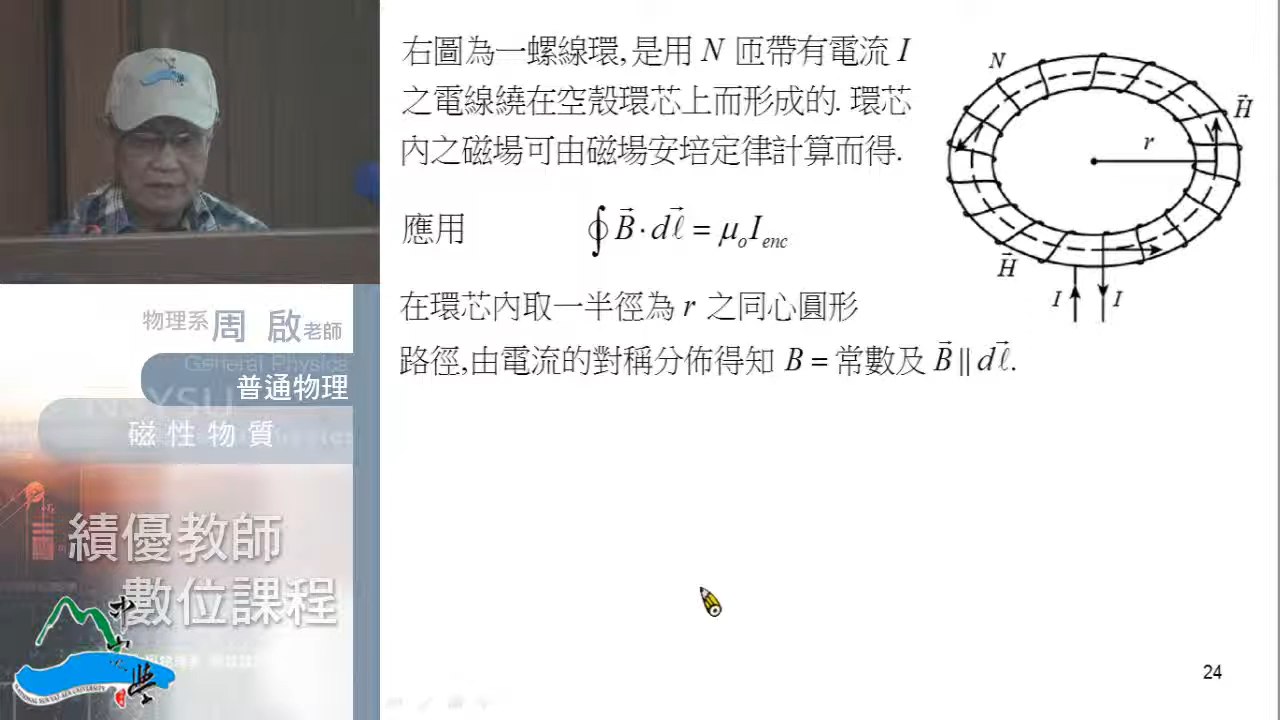 右圖為一螺線環, 是用 N 匝帶有電流 I
之電線繞在空殼環芯上而形成的. 環芯
內之磁場可由磁場安培定律計算而得.
應用 ∮ B⃗ · dℓ⃗ = μₒ I_enc
在環芯內取一半徑為 r 之同心圓形
路徑,由電流的對稱分佈得知 B = 常數及 B⃗ ∥ dℓ⃗.
N
H⃗
r
H⃗
I
I
24
物理系 周 啟 老師
General Physics
普通物理
NSYSU
磁性物質
績優教師
數位課程